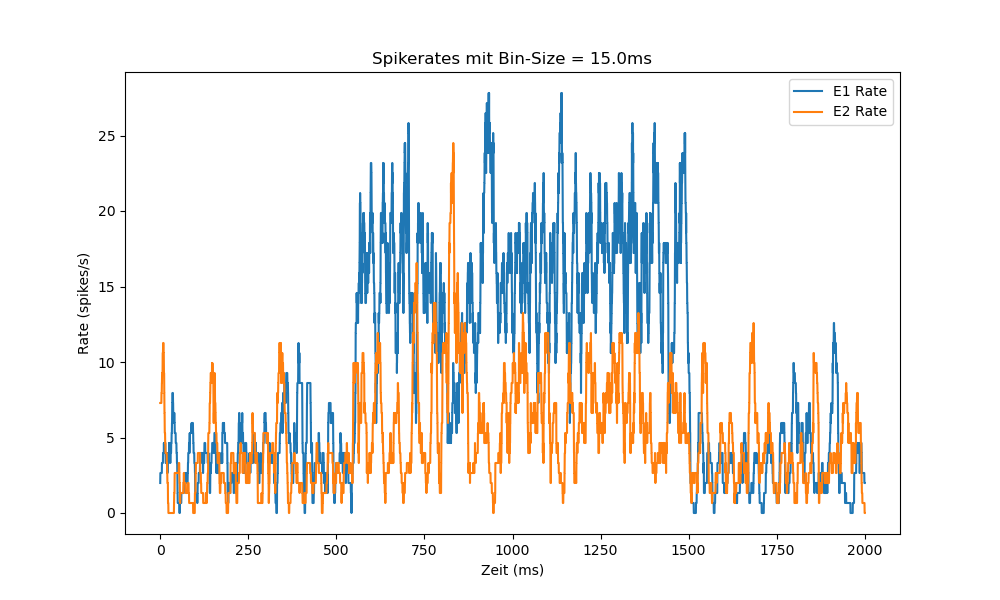 Spikerates mit Bin-Size = 15.0ms
E1 Rate
E2 Rate
Rate (spikes/s)
25
20
15
10
5
0
0 250 500 750 1000 1250 1500 1750 2000
Zeit (ms)